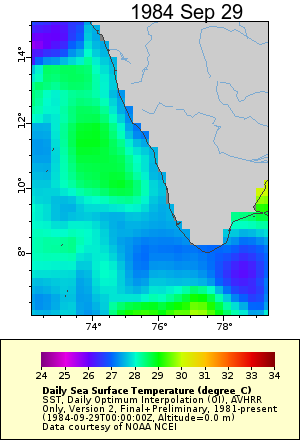 1984 Sep 29
14°
12°
10°
8°
74° 76° 78°
24 25 26 27 28 29 30 31 32 33 34
Daily Sea Surface Temperature (degree_C)
SST, Daily Optimum Interpolation (OI), AVHRR
Only, Version 2, Final+Preliminary, 1981-present
(1984-09-29T00:00:00Z, Altitude=0.0 m)
Data courtesy of NOAA NCEI